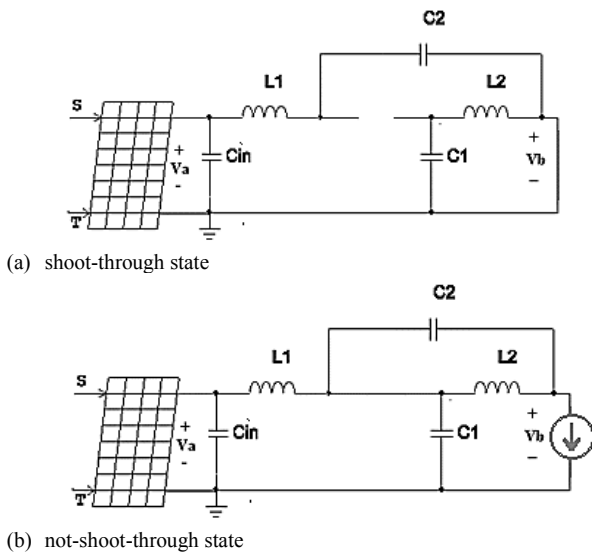 C2
L1
L2
S
+
Va
-
Cin
C1
+
Vb
-
T
(a) shoot-through state
C2
L1
L2
S
+
Va
-
Cin
C1
+
Vb
-
T
(b) not-shoot-through state